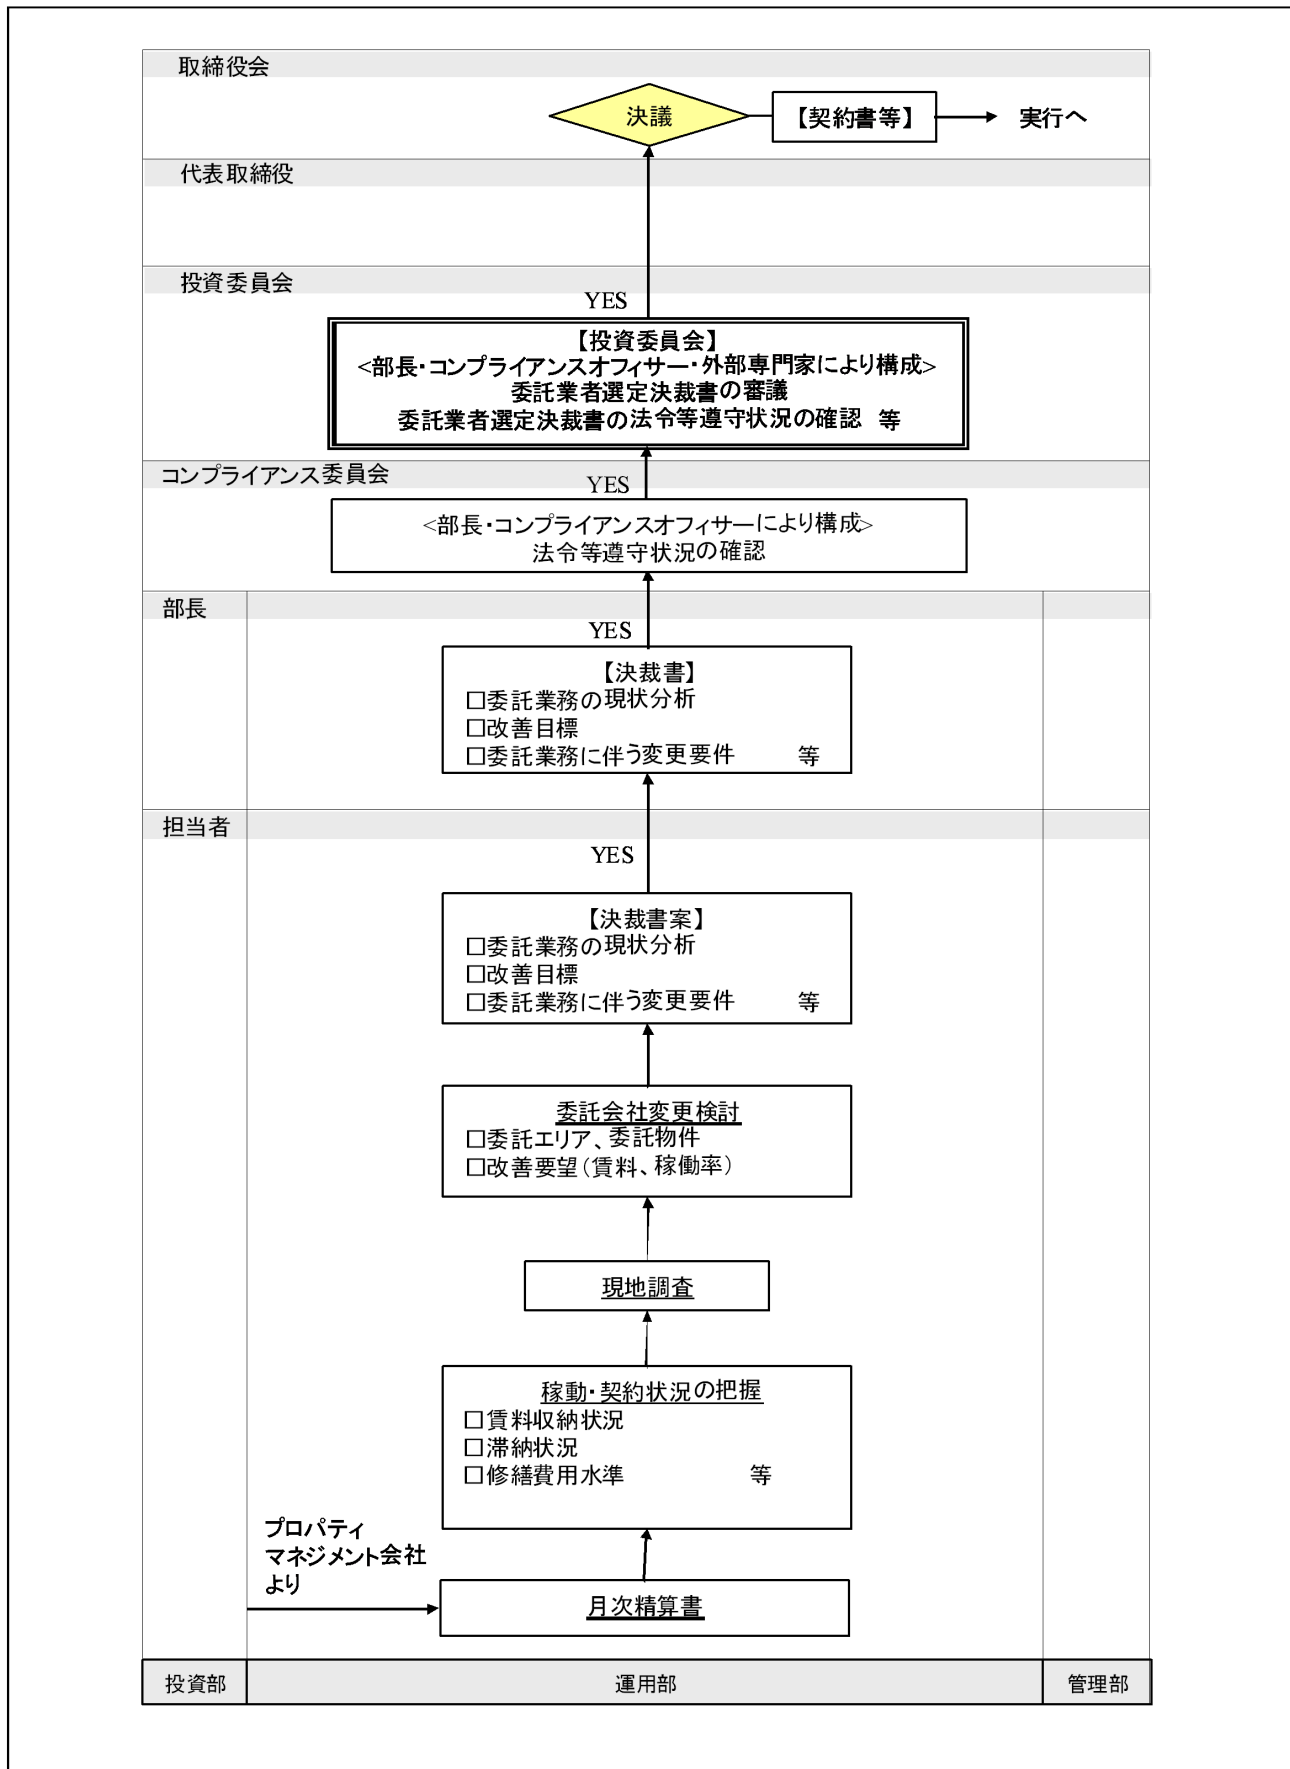 取締役会
決議
【契約書等】
実行へ
代表取締役
投資委員会
YES
【投資委員会】
<部長・コンプライアンスオフィサー・外部専門家により構成>
委託業者選定決裁書の審議
委託業者選定決裁書の法令等遵守状況の確認 等
コンプライアンス委員会
YES
<部長・コンプライアンスオフィサーにより構成>
法令等遵守状況の確認
部長
YES
【決裁書】
□委託業務の現状分析
□改善目標
□委託業務に伴う変更要件 等
担当者
YES
【決裁書案】
□委託業務の現状分析
□改善目標
□委託業務に伴う変更要件 等
委託会社変更検討
□委託エリア、委託物件
□改善要望(賃料、稼働率)
現地調査
稼動・契約状況の把握
□賃料収納状況
□滞納状況
□修繕費用水準 等
プロパティ
マネジメント会社
より
月次精算書
投資部
運用部
管理部